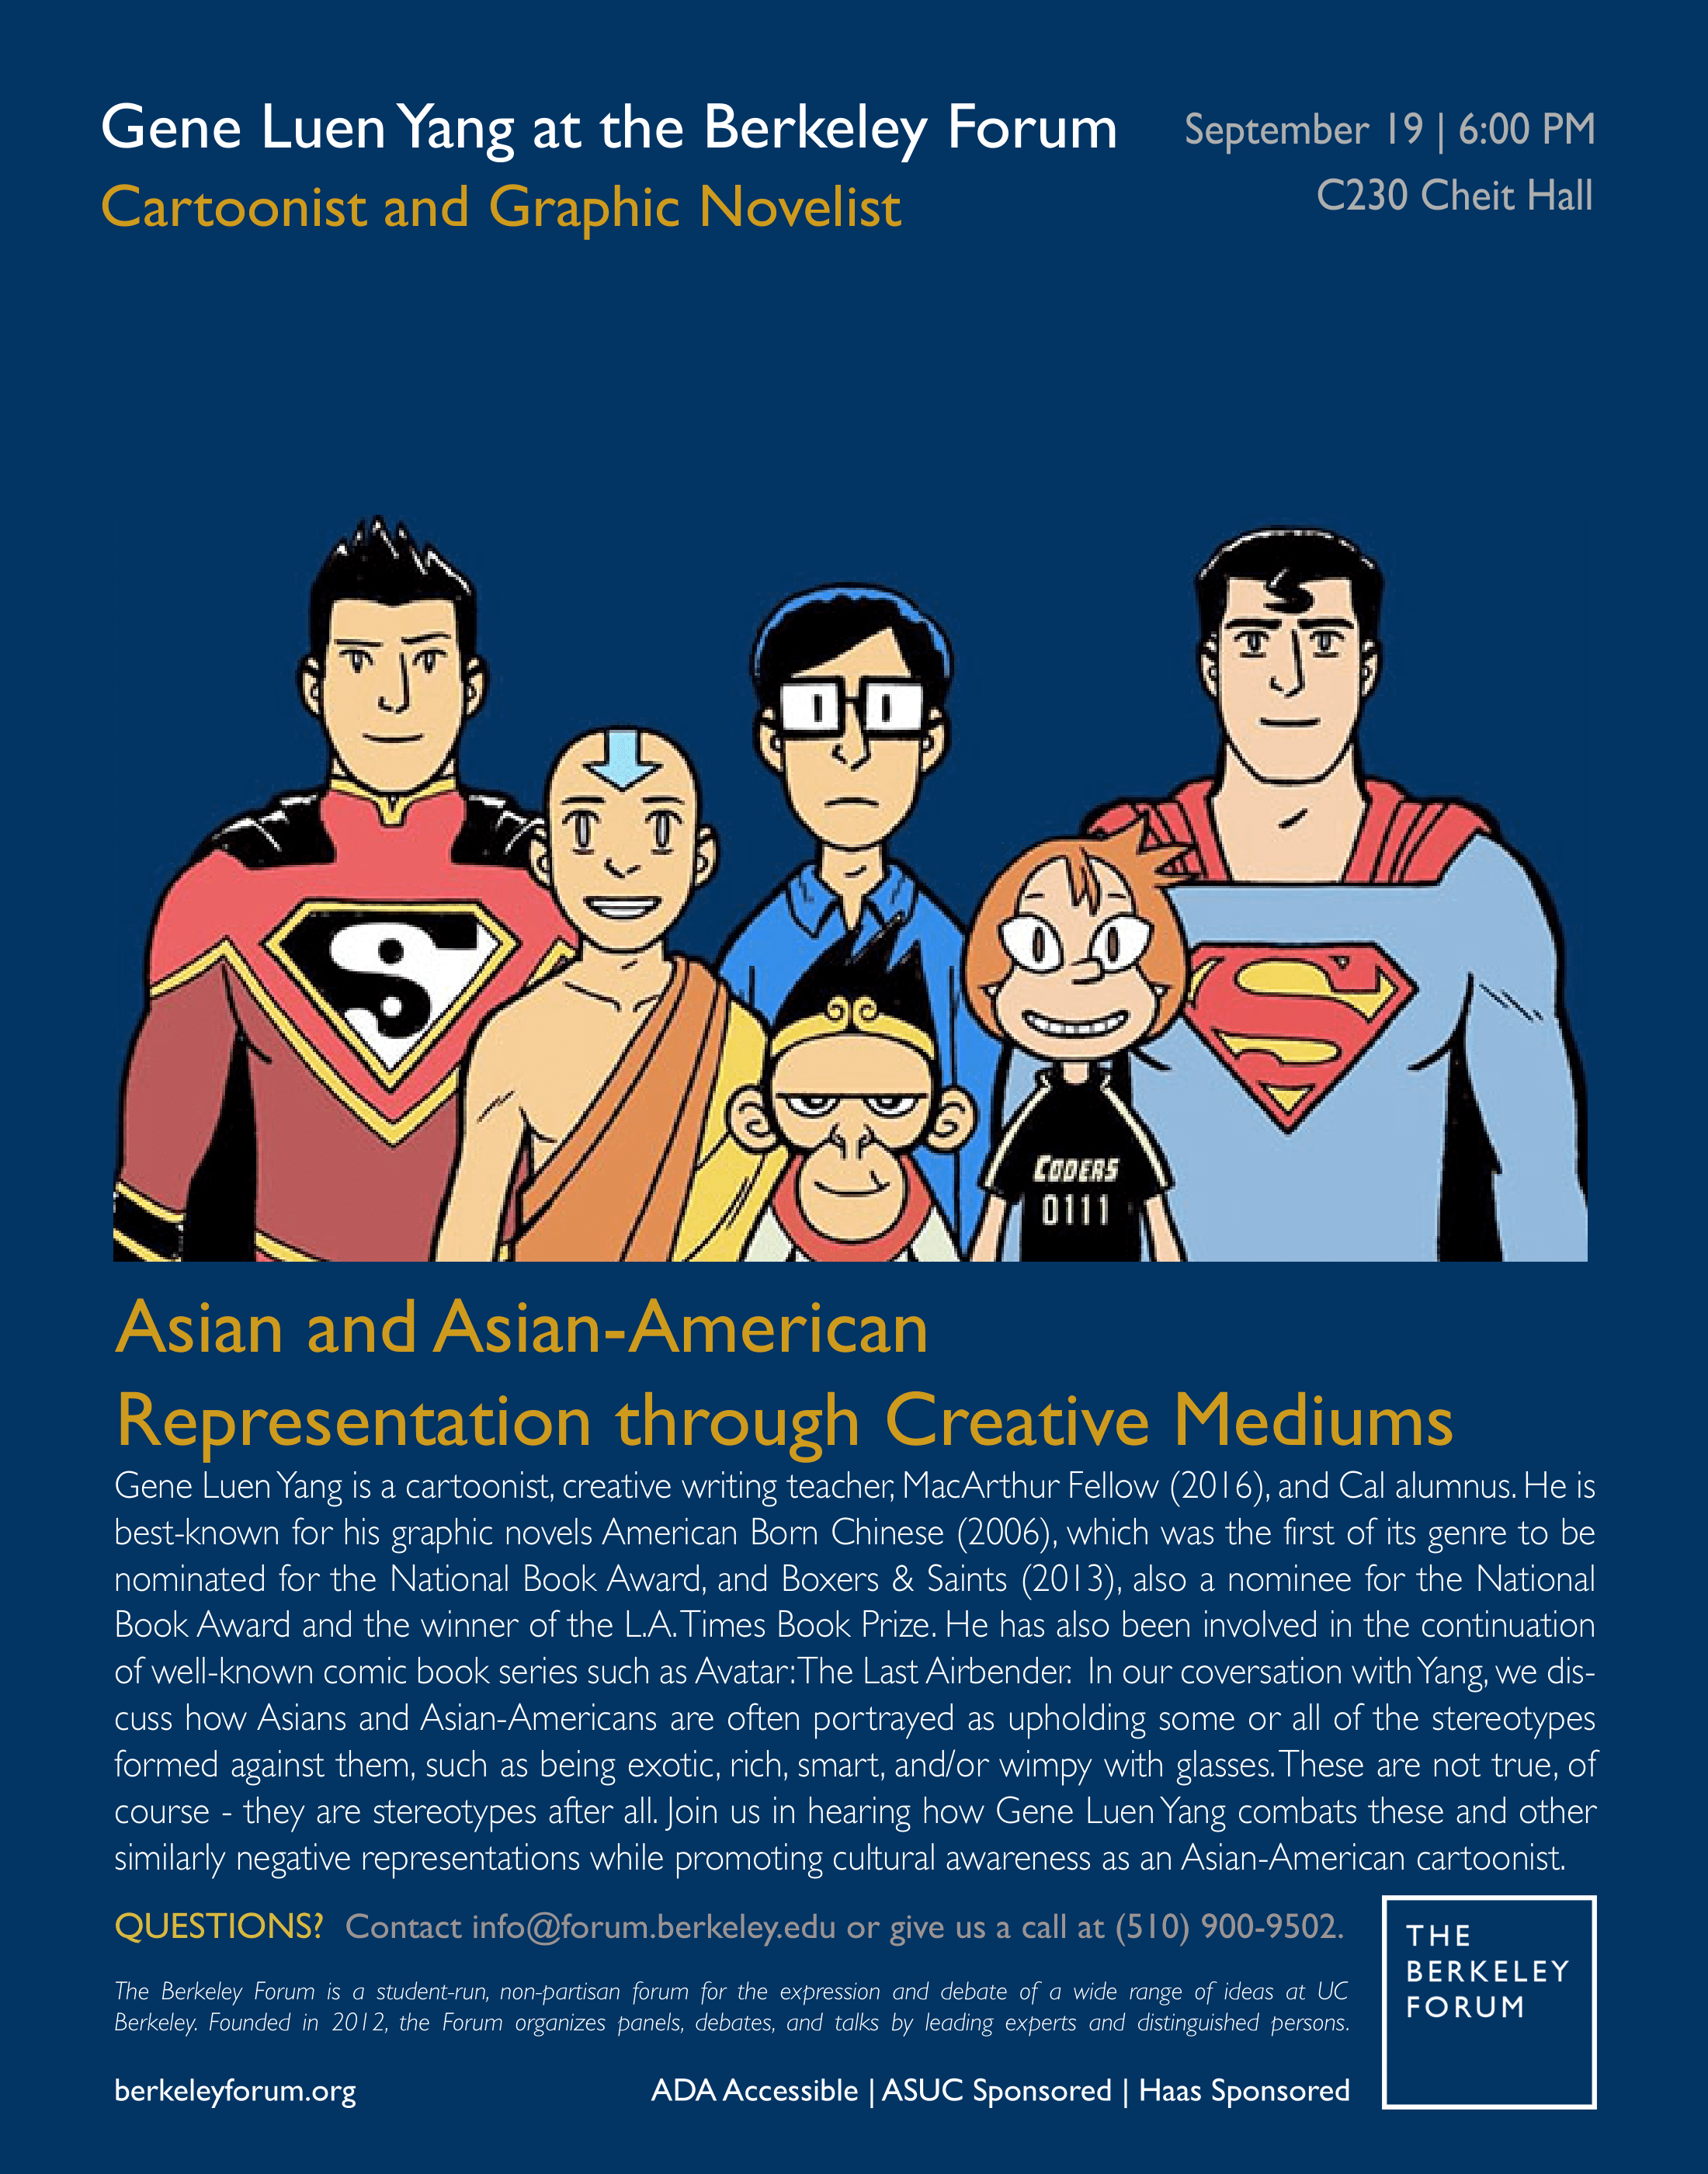 Gene Luen Yang at the Berkeley Forum
Cartoonist and Graphic Novelist
September 19 | 6:00 PM
C230 Cheit Hall
S
S
CODERS
0111
Asian and Asian-American
Representation through Creative Mediums
Gene Luen Yang is a cartoonist, creative writing teacher, MacArthur Fellow (2016), and Cal alumnus. He is
best-known for his graphic novels American Born Chinese (2006), which was the first of its genre to be
nominated for the National Book Award, and Boxers & Saints (2013), also a nominee for the National
Book Award and the winner of the L.A. Times Book Prize. He has also been involved in the continuation
of well-known comic book series such as Avatar: The Last Airbender. In our coversation with Yang, we dis-
cuss how Asians and Asian-Americans are often portrayed as upholding some or all of the stereotypes
formed against them, such as being exotic, rich, smart, and/or wimpy with glasses. These are not true, of
course - they are stereotypes after all. Join us in hearing how Gene Luen Yang combats these and other
similarly negative representations while promoting cultural awareness as an Asian-American cartoonist.
QUESTIONS? Contact info@forum.berkeley.edu or give us a call at (510) 900-9502.
The Berkeley Forum is a student-run, non-partisan forum for the expression and debate of a wide range of ideas at UC
Berkeley. Founded in 2012, the Forum organizes panels, debates, and talks by leading experts and distinguished persons.
berkeleyforum.org
ADA Accessible | ASUC Sponsored | Haas Sponsored
THE
BERKELEY
FORUM